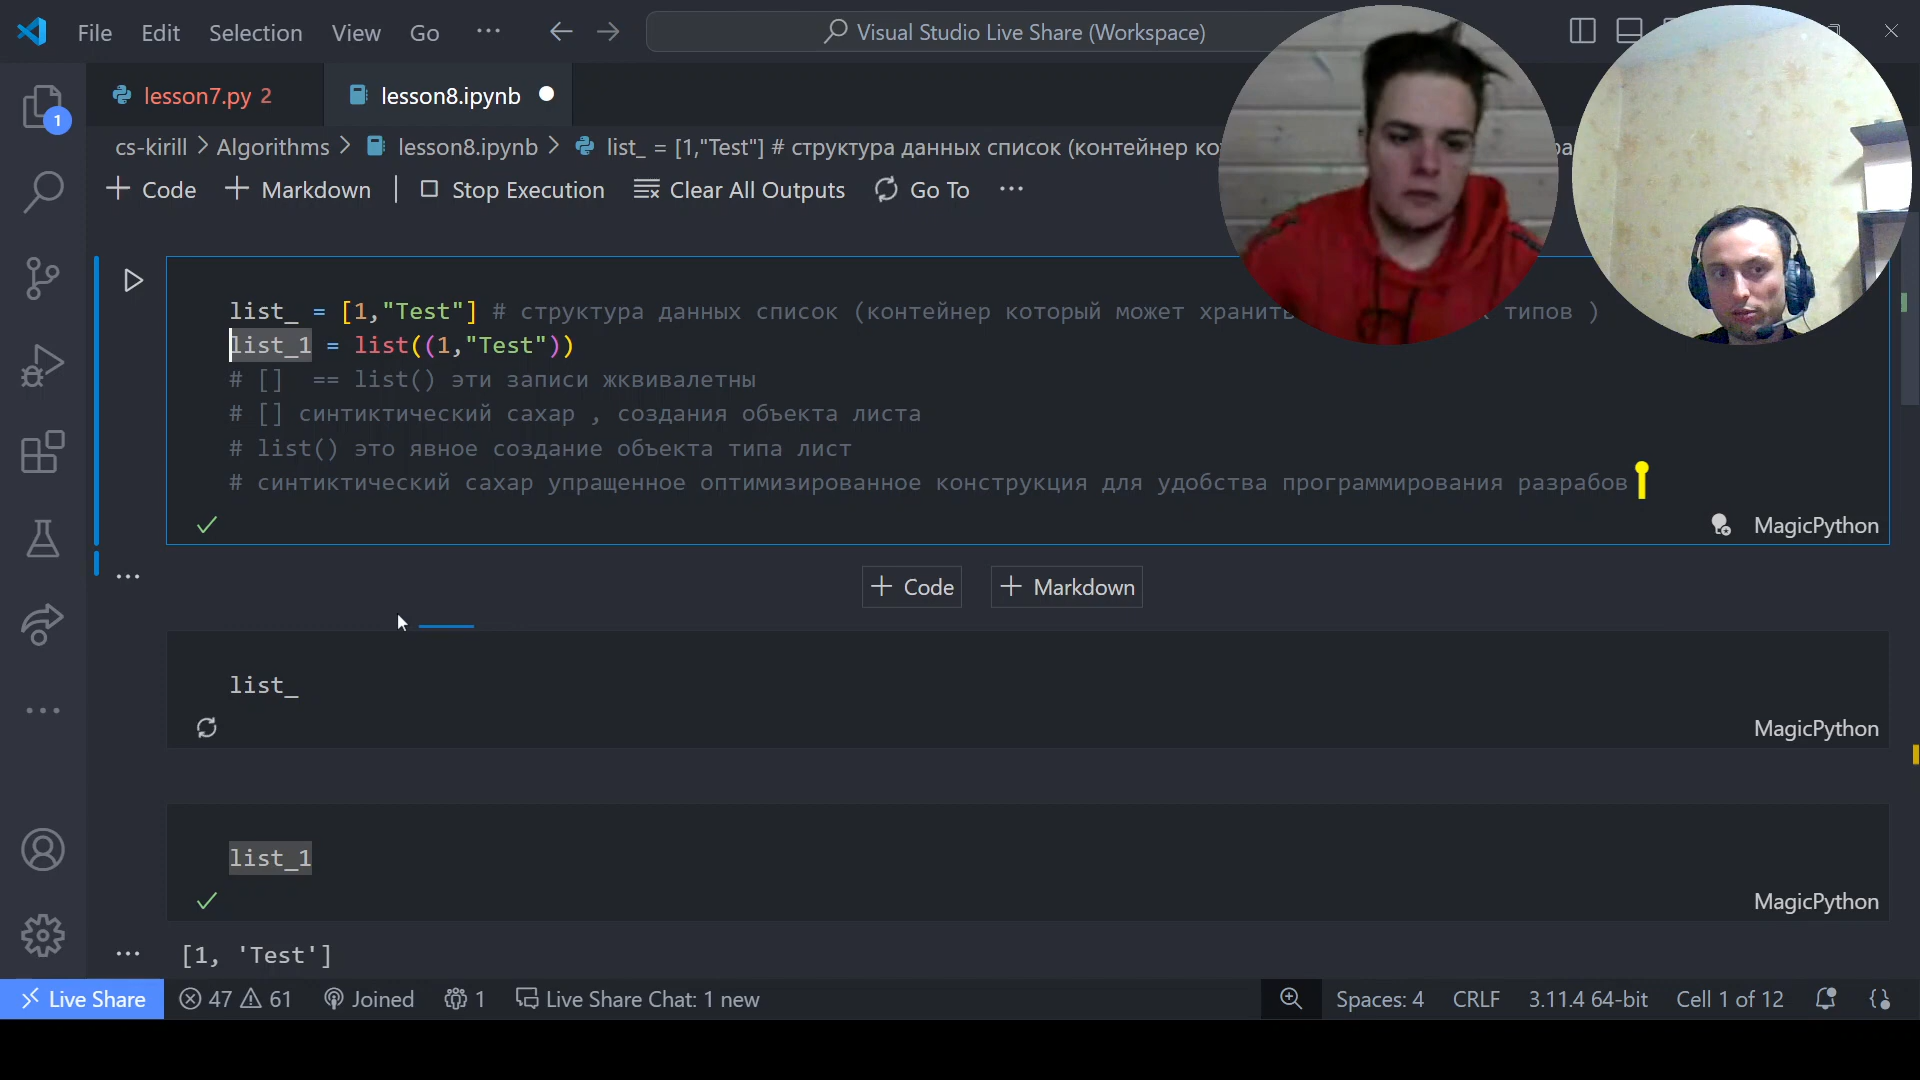 File Edit Selection View Go ... Visual Studio Live Share (Workspace)
1
lesson7.py 2 lesson8.ipynb
cs-kirill > Algorithms > lesson8.ipynb > list_ = [1,"Test"] # структура данных список (контейнер
+ Code + Markdown | Stop Execution Clear All Outputs Go To ...
list_ = [1,"Test"] # структура данных список (контейнер который может хранить типов )
list_1 = list((1,"Test"))
# [] == list() эти записи жквивалетны
# [] синтиктический сахар , создания объекта листа
# list() это явное создание объекта типа лист
# синтиктический сахар упращенное оптимизированное конструкция для удобства программирования разрабов
MagicPython
...
+ Code + Markdown
list_
MagicPython
list_1
MagicPython
... [1, 'Test']
Live Share 47 61 Joined 1 Live Share Chat: 1 new Spaces: 4 CRLF 3.11.4 64-bit Cell 1 of 12